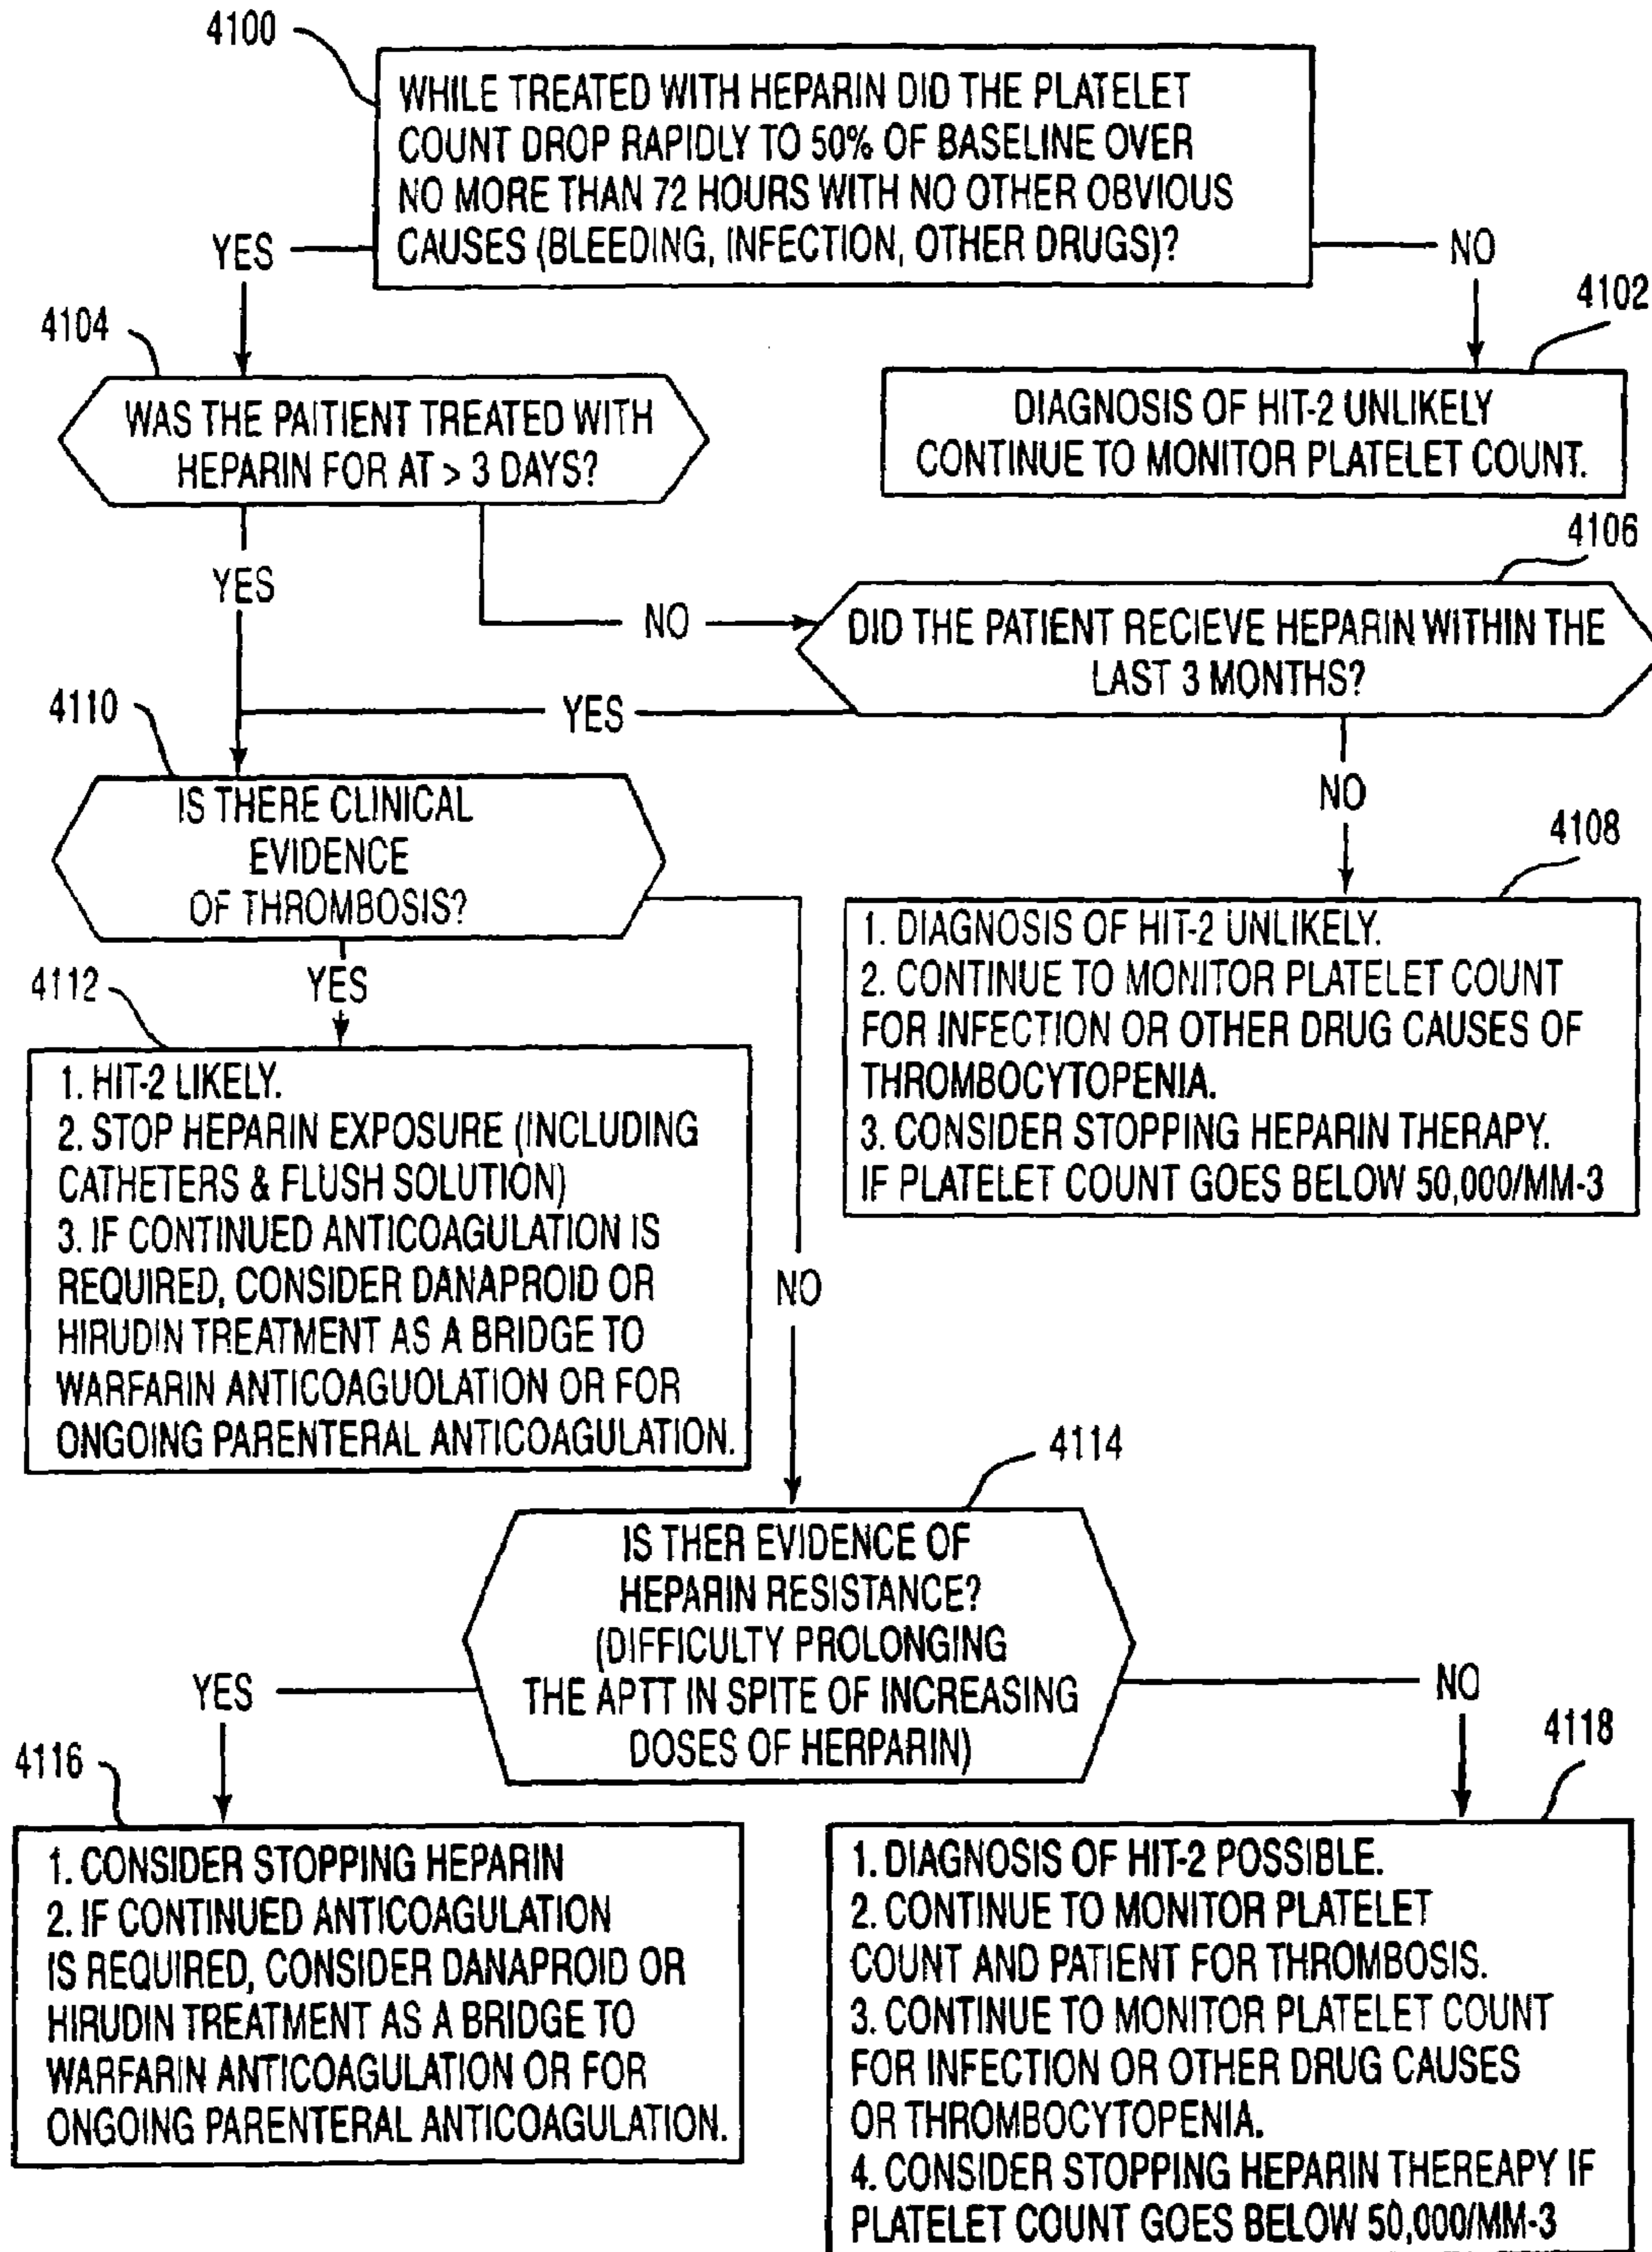 4100
WHILE TREATED WITH HEPARIN DID THE PLATELET
COUNT DROP RAPIDLY TO 50% OF BASELINE OVER
NO MORE THAN 72 HOURS WITH NO OTHER OBVIOUS
CAUSES (BLEEDING, INFECTION, OTHER DRUGS)?
YES
NO
4102
DIAGNOSIS OF HIT-2 UNLIKELY
CONTINUE TO MONITOR PLATELET COUNT.
4104
WAS THE PAITIENT TREATED WITH
HEPARIN FOR AT > 3 DAYS?
YES
NO
4106
DID THE PATIENT RECIEVE HEPARIN WITHIN THE
LAST 3 MONTHS?
YES
NO
4108
1. DIAGNOSIS OF HIT-2 UNLIKELY.
2. CONTINUE TO MONITOR PLATELET COUNT
FOR INFECTION OR OTHER DRUG CAUSES OF
THROMBOCYTOPENIA.
3. CONSIDER STOPPING HEPARIN THERAPY.
IF PLATELET COUNT GOES BELOW 50,000/MM-3
4110
IS THERE CLINICAL
EVIDENCE
OF THROMBOSIS?
YES
NO
4112
1. HIT-2 LIKELY.
2. STOP HEPARIN EXPOSURE (INCLUDING
CATHETERS & FLUSH SOLUTION)
3. IF CONTINUED ANTICOAGULATION IS
REQUIRED, CONSIDER DANAPROID OR
HIRUDIN TREATMENT AS A BRIDGE TO
WARFARIN ANTICOAGUOLATION OR FOR
ONGOING PARENTERAL ANTICOAGULATION.
4114
IS THER EVIDENCE OF
HEPARIN RESISTANCE?
(DIFFICULTY PROLONGING
THE APTT IN SPITE OF INCREASING
DOSES OF HERPARIN)
YES
NO
4116
1. CONSIDER STOPPING HEPARIN
2. IF CONTINUED ANTICOAGULATION
IS REQUIRED, CONSIDER DANAPROID OR
HIRUDIN TREATMENT AS A BRIDGE TO
WARFARIN ANTICOAGULATION OR FOR
ONGOING PARENTERAL ANTICOAGULATION.
4118
1. DIAGNOSIS OF HIT-2 POSSIBLE.
2. CONTINUE TO MONITOR PLATELET
COUNT AND PATIENT FOR THROMBOSIS.
3. CONTINUE TO MONITOR PLATELET COUNT
FOR INFECTION OR OTHER DRUG CAUSES
OR THROMBOCYTOPENIA.
4. CONSIDER STOPPING HEPARIN THEREAPY IF
PLATELET COUNT GOES BELOW 50,000/MM-3